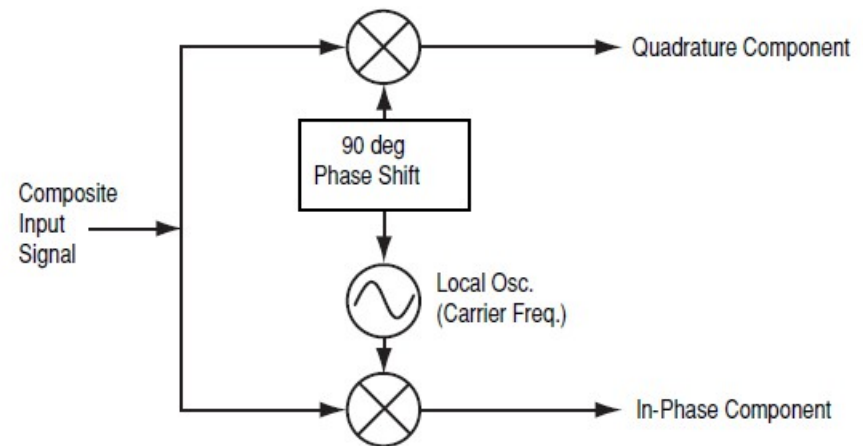 Quadrature Component
90 deg
Phase Shift
Composite
Input
Signal
Local Osc.
(Carrier Freq.)
In-Phase Component